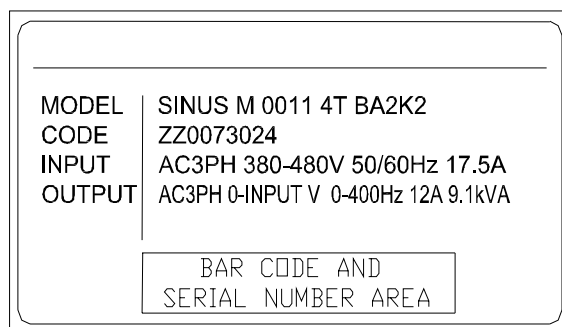 MODEL SINUS M 0011 4T BA2K2
CODE ZZ0073024
INPUT AC3PH 380-480V 50/60Hz 17.5A
OUTPUT AC3PH 0-INPUT V 0-400Hz 12A 9.1kVA
BAR CODE AND
SERIAL NUMBER AREA